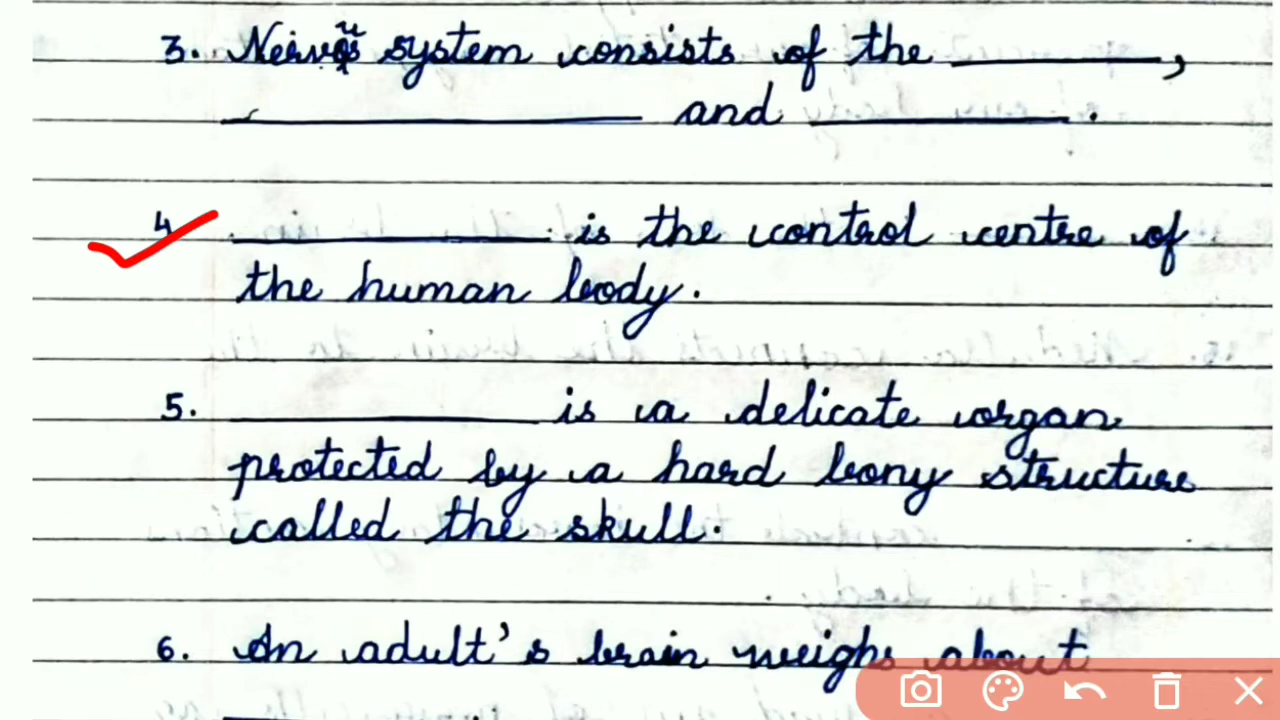 3. Nervous system consists of the ________,
________ and ________.
4 ________ is the control centre of
the human body.
5. ________ is a delicate organ
protected by a hard bony structure
called the skull.
6. An adult's brain weighs about